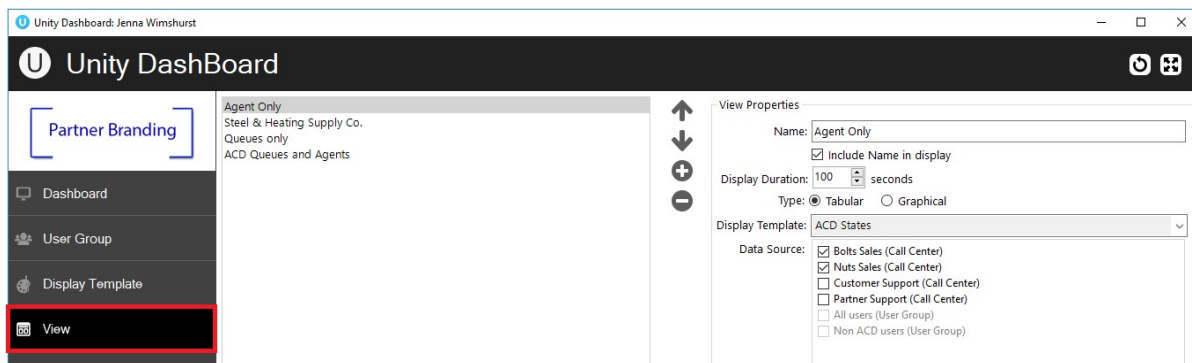 Unity Dashboard: Jenna Wimshurst
U Unity DashBoard
Partner Branding
Dashboard
User Group
Display Template
View
Agent Only
Steel & Heating Supply Co.
Queues only
ACD Queues and Agents
View Properties
Name: Agent Only
Include Name in display
Display Duration: 100 seconds
Type: Tabular Graphical
Display Template: ACD States
Data Source: Bolts Sales (Call Center)
Nuts Sales (Call Center)
Customer Support (Call Center)
Partner Support (Call Center)
All users (User Group)
Non ACD users (User Group)